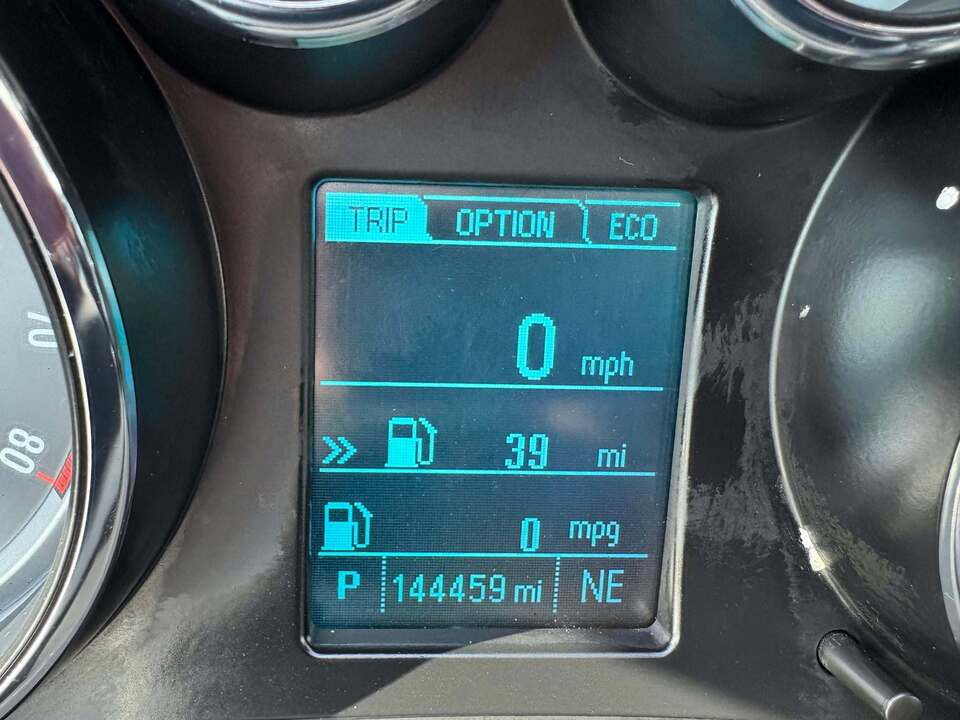 TRIP OPTION ECO
0 mph
39 mi
0 mpg
P 144459 mi NE
70
80